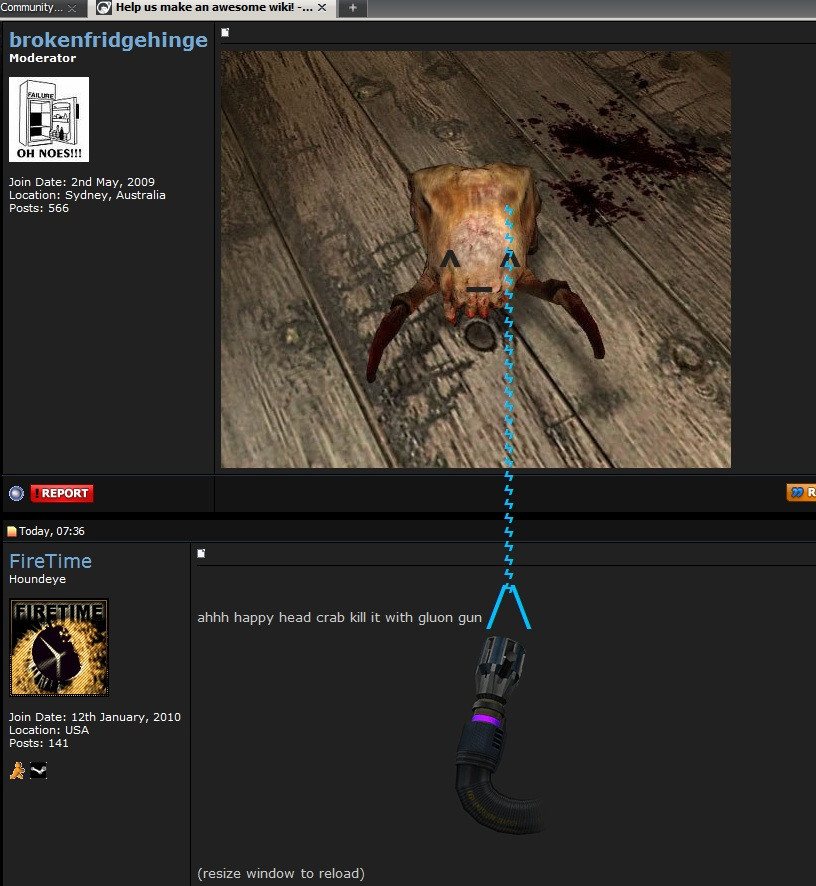 Community...
Help us make an awesome wiki! -...
brokenfridgehinge
Moderator
FAILURE
OH NOES!!!
Join Date: 2nd May, 2009
Location: Sydney, Australia
Posts: 566
^ ^
_
!REPORT
R
Today, 07:36
FireTime
Houndeye
FIRETIME
ahhh happy head crab kill it with gluon gun
Join Date: 12th January, 2010
Location: USA
Posts: 141
(resize window to reload)